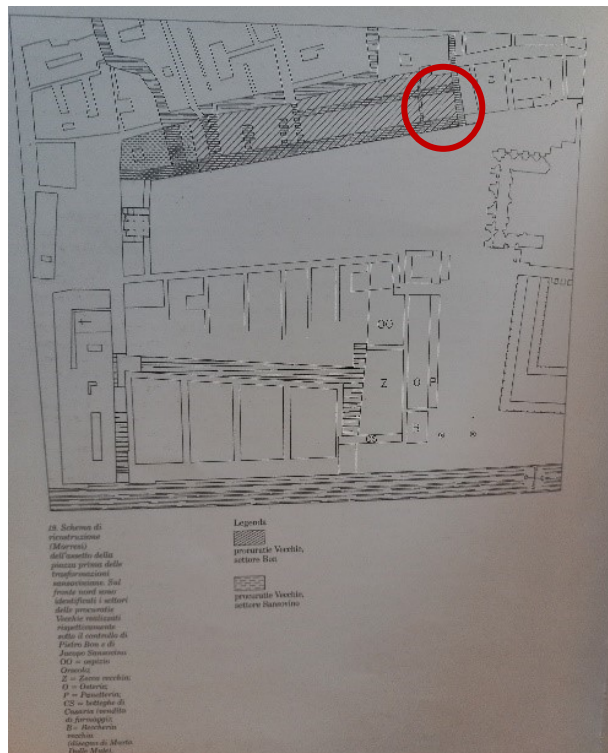 OO
Z
O
P
CS
18. Schema di
ricostruzione
(Morresi)
dell'assetto della
piazza prima delle
trasformazioni
sansoviniane. Sul
fronte nord sono
identificati i settori
delle procuratie
Vecchie realizzati
rispettivamente
sotto il controllo di
Pietro Bon e di
Jacopo Sansovino
OO = ospizio
Orseolo;
Z = Zecca vecchia;
O = Osteria;
P = Panetteria;
CS = botteghe di
Casaria (vendita
di formaggi);
B = Beccheria
vecchia
(disegno di
Legenda
procuratie Vecchie,
settore Bon
procuratie Vecchie,
settore Sansovino